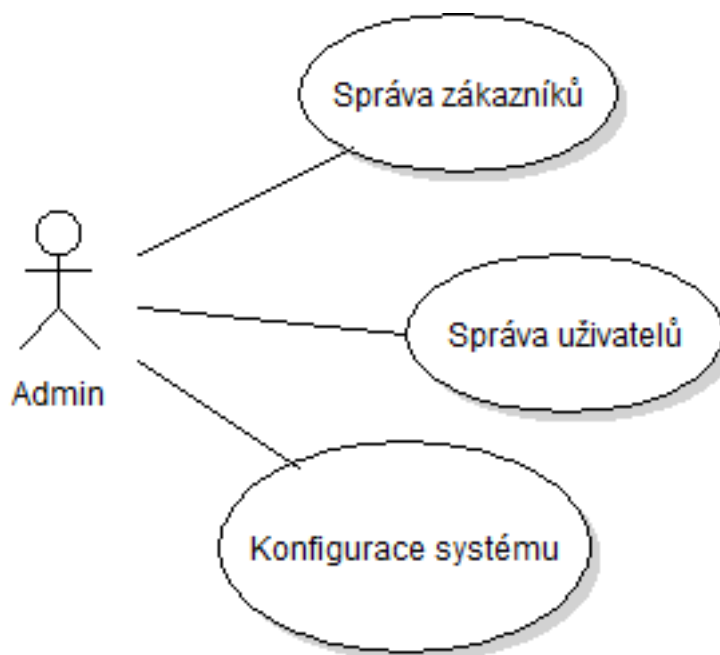 Správa zákazníků
Správa uživatelů
Admin
Konfigurace systému